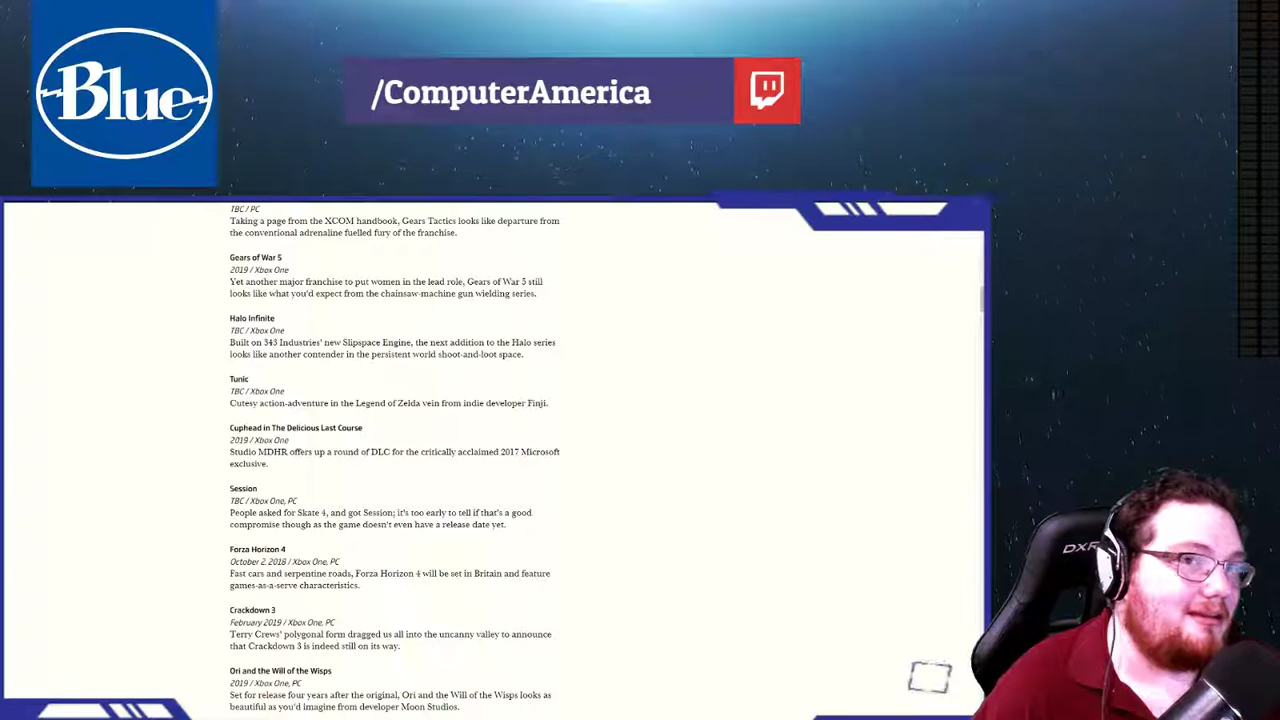 Blue
/ComputerAmerica
TBC / PC
Taking a page from the XCOM handbook, Gears Tactics looks like departure from
the conventional adrenaline fuelled fury of the franchise.
Gears of War 5
2019 / Xbox One
Yet another major franchise to put women in the lead role, Gears of War 5 still
looks like what you'd expect from the chainsaw-machine gun wielding series.
Halo Infinite
TBC / Xbox One
Built on 343 Industries' new Slipspace Engine, the next addition to the Halo series
looks like another contender in the persistent world shoot-and-loot space.
Tunic
TBC / Xbox One
Cutesy action-adventure in the Legend of Zelda vein from indie developer Finji.
Cuphead in The Delicious Last Course
2019 / Xbox One
Studio MDHR offers up a round of DLC for the critically acclaimed 2017 Microsoft
exclusive.
Session
TBC / Xbox One, PC
People asked for Skate 4, and got Session; it's too early to tell if that's a good
compromise though as the game doesn't even have a release date yet.
Forza Horizon 4
October 2, 2018 / Xbox One, PC
Fast cars and serpentine roads, Forza Horizon 4 will be set in Britain and feature
games-as-a-serve characteristics.
Crackdown 3
February 2019 / Xbox One, PC
Terry Crews' polygonal form dragged us all into the uncanny valley to announce
that Crackdown 3 is indeed still on its way.
Ori and the Will of the Wisps
2019 / Xbox One, PC
Set for release four years after the original, Ori and the Will of the Wisps looks as
beautiful as you'd imagine from developer Moon Studios.
DXR